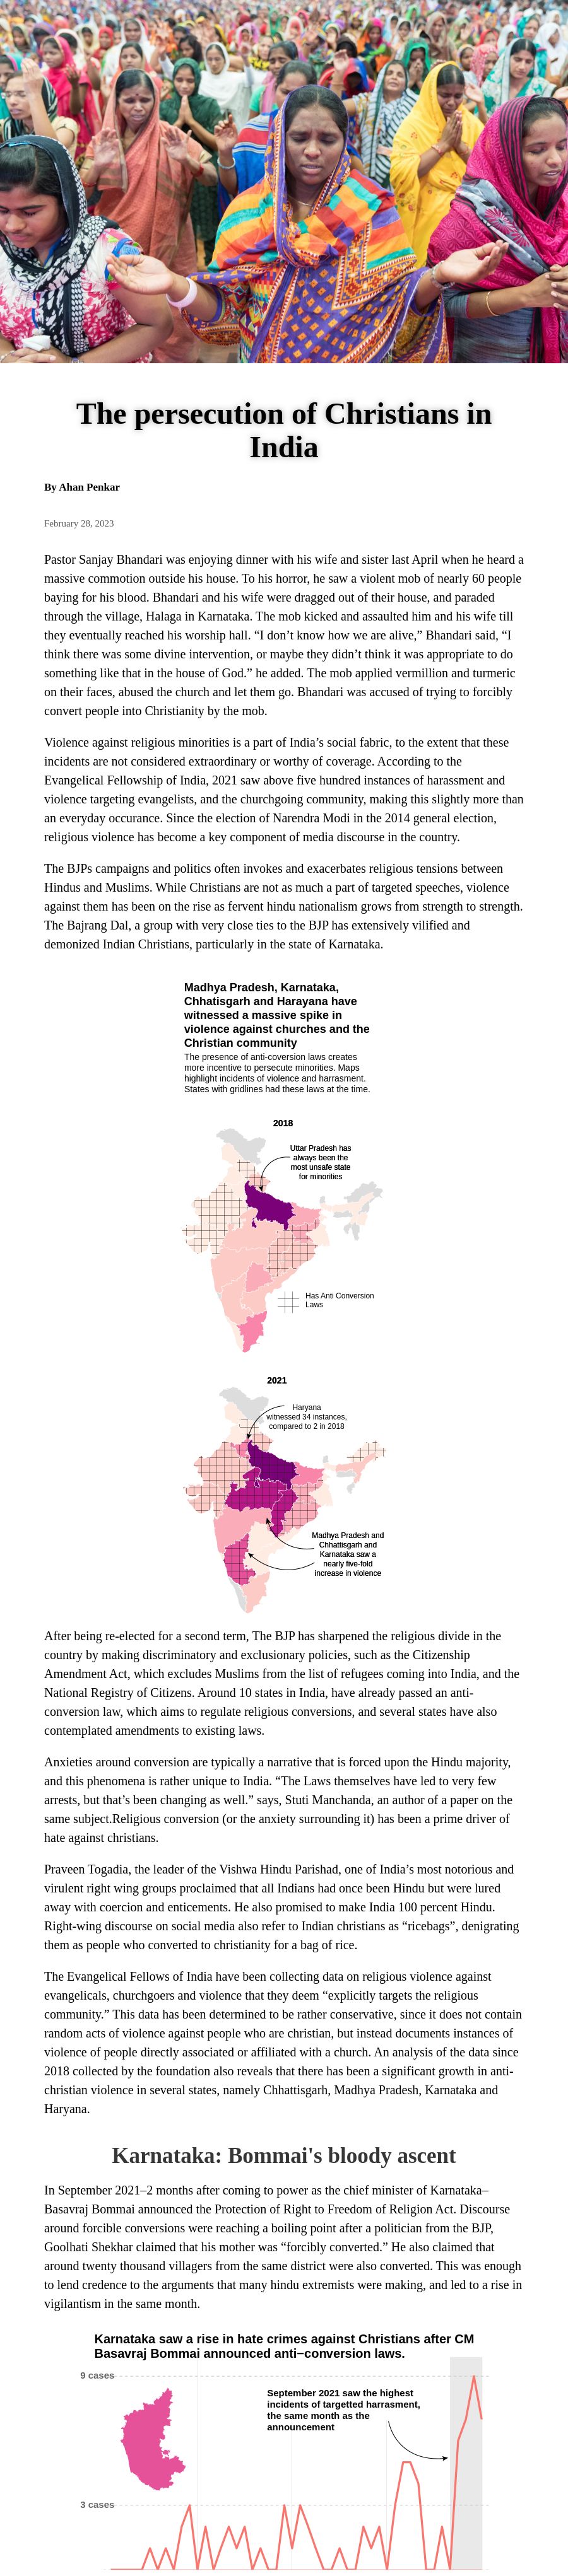 The persecution of Christians in
India
By Ahan Penkar
February 28, 2023
Pastor Sanjay Bhandari was enjoying dinner with his wife and sister last April when he heard a
massive commotion outside his house. To his horror, he saw a violent mob of nearly 60 people
baying for his blood. Bhandari and his wife were dragged out of their house, and paraded
through the village, Halaga in Karnataka. The mob kicked and assaulted him and his wife till
they eventually reached his worship hall. “I don’t know how we are alive,” Bhandari said, “I
think there was some divine intervention, or maybe they didn’t think it was appropriate to do
something like that in the house of God.” he added. The mob applied vermillion and turmeric
on their faces, abused the church and let them go. Bhandari was accused of trying to forcibly
convert people into Christianity by the mob.
Violence against religious minorities is a part of India’s social fabric, to the extent that these
incidents are not considered extraordinary or worthy of coverage. According to the
Evangelical Fellowship of India, 2021 saw above five hundred instances of harassment and
violence targeting evangelists, and the churchgoing community, making this slightly more than
an everyday occurance. Since the election of Narendra Modi in the 2014 general election,
religious violence has become a key component of media discourse in the country.
The BJPs campaigns and politics often invokes and exacerbates religious tensions between
Hindus and Muslims. While Christians are not as much a part of targeted speeches, violence
against them has been on the rise as fervent hindu nationalism grows from strength to strength.
The Bajrang Dal, a group with very close ties to the BJP has extensively vilified and
demonized Indian Christians, particularly in the state of Karnataka.
Madhya Pradesh, Karnataka,
Chhatisgarh and Harayana have
witnessed a massive spike in
violence against churches and the
Christian community
The presence of anti-coversion laws creates
more incentive to persecute minorities. Maps
highlight incidents of violence and harrasment.
States with gridlines had these laws at the time.
2018
Uttar Pradesh has
always been the
most unsafe state
for minorities
Has Anti Conversion
Laws
2021
Haryana
witnessed 34 instances,
compared to 2 in 2018
Madhya Pradesh and
Chhattisgarh and
Karnataka saw a
nearly five-fold
increase in violence
After being re-elected for a second term, The BJP has sharpened the religious divide in the
country by making discriminatory and exclusionary policies, such as the Citizenship
Amendment Act, which excludes Muslims from the list of refugees coming into India, and the
National Registry of Citizens. Around 10 states in India, have already passed an anti-
conversion law, which aims to regulate religious conversions, and several states have also
contemplated amendments to existing laws.
Anxieties around conversion are typically a narrative that is forced upon the Hindu majority,
and this phenomena is rather unique to India. “The Laws themselves have led to very few
arrests, but that’s been changing as well.” says, Stuti Manchanda, an author of a paper on the
same subject.Religious conversion (or the anxiety surrounding it) has been a prime driver of
hate against christians.
Praveen Togadia, the leader of the Vishwa Hindu Parishad, one of India’s most notorious and
virulent right wing groups proclaimed that all Indians had once been Hindu but were lured
away with coercion and enticements. He also promised to make India 100 percent Hindu.
Right-wing discourse on social media also refer to Indian christians as “ricebags”, denigrating
them as people who converted to christianity for a bag of rice.
The Evangelical Fellows of India have been collecting data on religious violence against
evangelicals, churchgoers and violence that they deem “explicitly targets the religious
community.” This data has been determined to be rather conservative, since it does not contain
random acts of violence against people who are christian, but instead documents instances of
violence of people directly associated or affiliated with a church. An analysis of the data since
2018 collected by the foundation also reveals that there has been a significant growth in anti-
christian violence in several states, namely Chhattisgarh, Madhya Pradesh, Karnataka and
Haryana.
Karnataka: Bommai's bloody ascent
In September 2021–2 months after coming to power as the chief minister of Karnataka–
Basavraj Bommai announced the Protection of Right to Freedom of Religion Act. Discourse
around forcible conversions were reaching a boiling point after a politician from the BJP,
Goolhati Shekhar claimed that his mother was “forcibly converted.” He also claimed that
around twenty thousand villagers from the same district were also converted. This was enough
to lend credence to the arguments that many hindu extremists were making, and led to a rise in
vigilantism in the same month.
Karnataka saw a rise in hate crimes against Christians after CM
Basavraj Bommai announced anti−conversion laws.
9 cases
September 2021 saw the highest
incidents of targetted harrasment,
the same month as the
announcement
3 cases